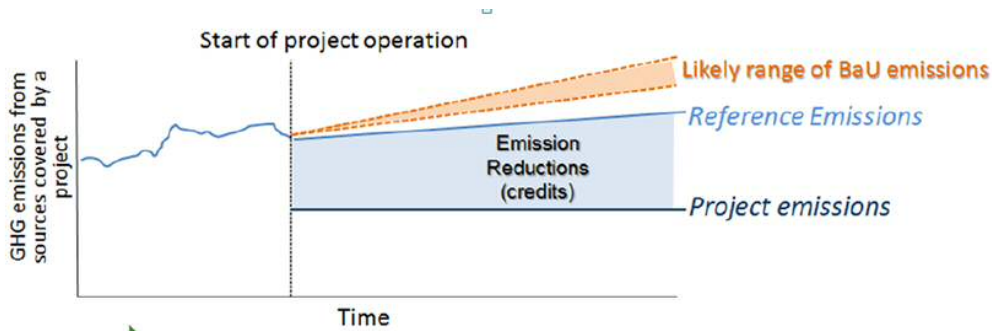 Start of project operation
GHG emissions from
sources covered by a
project
Likely range of BaU emissions
Reference Emissions
Emission
Reductions
(credits)
Project emissions
Time